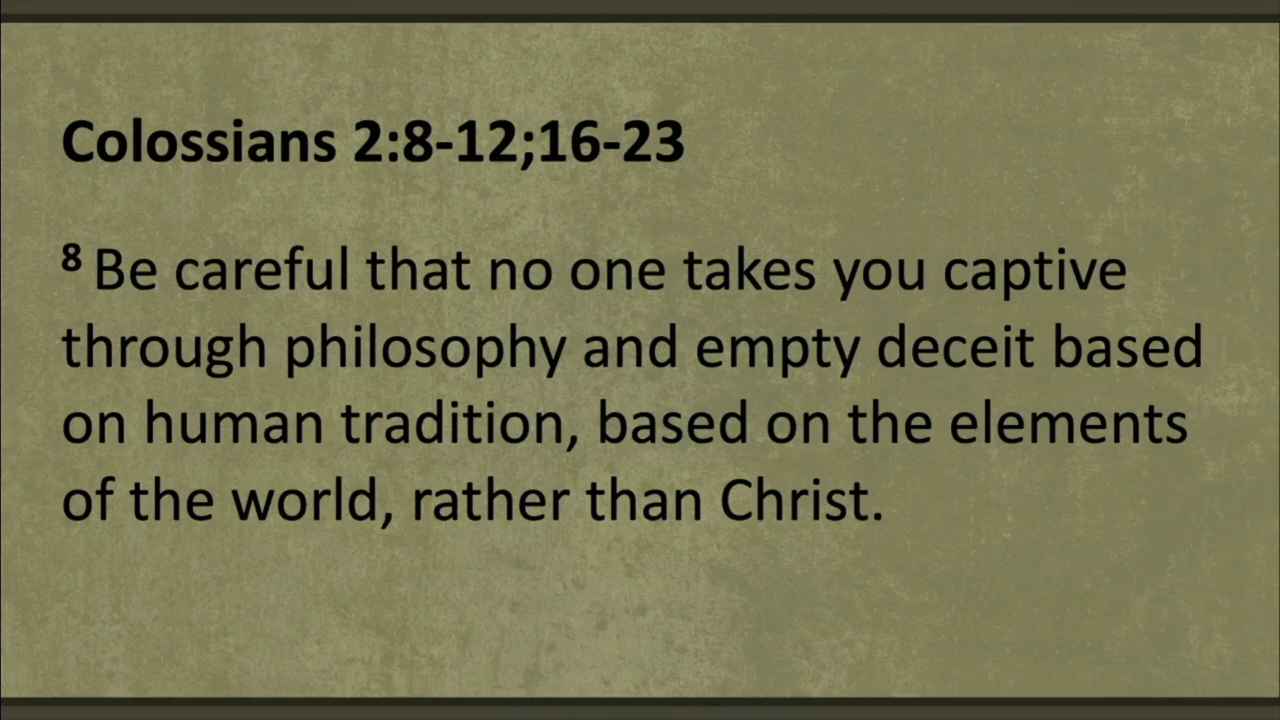 Colossians 2:8-12;16-23
8 Be careful that no one takes you captive
through philosophy and empty deceit based
on human tradition, based on the elements
of the world, rather than Christ.